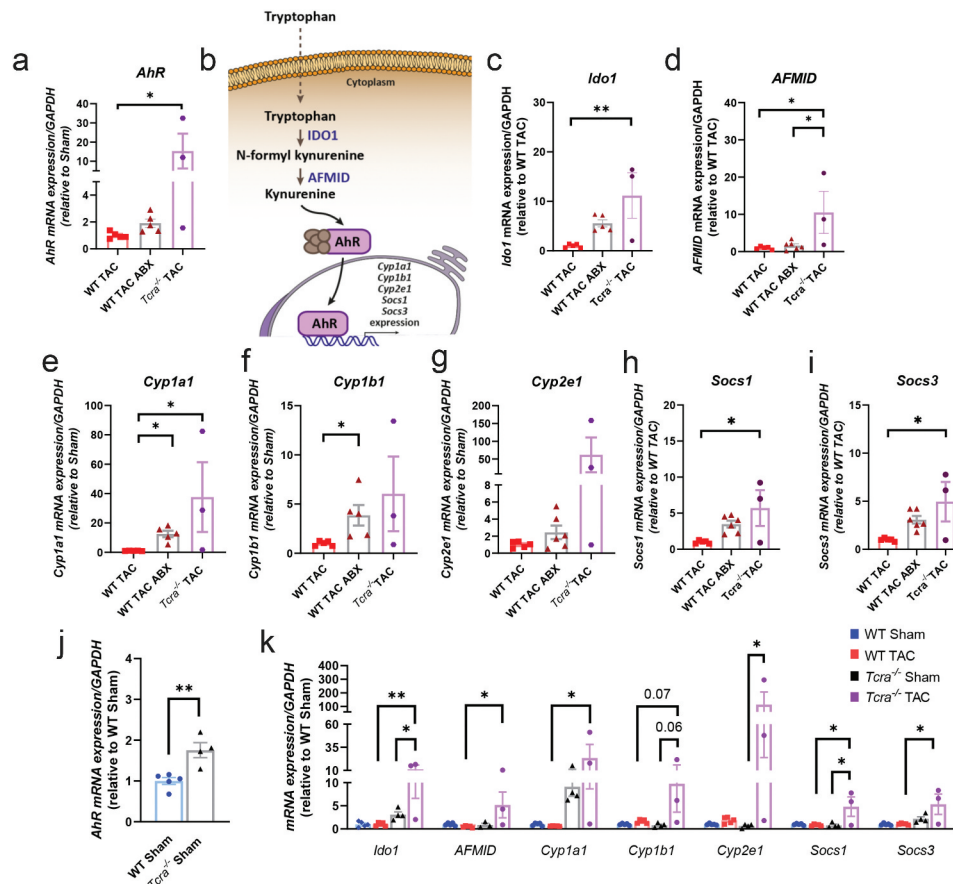 a
AhR
AhR mRNA expression/GAPDH
(relative to Sham)
40
30
20
10
4
2
0
*
WT TAC
WT TAC ABX
Tcra-/- TAC
b
Tryptophan
Cytoplasm
Tryptophan
IDO1
N-formyl kynurenine
AFMID
Kynurenine
AhR
Cyp1a1
Cyp1b1
Cyp2e1
Socs1
Socs3
expression
AhR
c
Ido1
Ido1 mRNA expression/GAPDH
(relative to WT TAC)
30
20
10
0
**
WT TAC
WT TAC ABX
Tcra-/- TAC
d
AFMID
AFMID mRNA expression/GAPDH
(relative to WT TAC)
40
30
20
10
0
*
*
WT TAC
WT TAC ABX
Tcra-/- TAC
e
Cyp1a1
Cyp1a1 mRNA expression/GAPDH
(relative to Sham)
100
80
60
40
20
0
*
*
WT TAC
WT TAC ABX
Tcra-/- TAC
f
Cyp1b1
Cyp1b1 mRNA expression/GAPDH
(relative to Sham)
15
10
5
0
*
WT TAC
WT TAC ABX
Tcra-/- TAC
g
Cyp2e1
Cyp2e1 mRNA expression/GAPDH
(relative to Sham)
200
150
100
50
8
6
4
2
0
WT TAC
WT TAC ABX
Tcra-/- TAC
h
Socs1
Socs1 mRNA expression/GAPDH
(relative to WT TAC)
15
10
5
0
*
WT TAC
WT TAC ABX
Tcra-/- TAC
i
Socs3
Socs3 mRNA expression/GAPDH
(relative to WT TAC)
15
10
5
0
*
WT TAC
WT TAC ABX
Tcra-/- TAC
j
AhR mRNA expression/GAPDH
(relative to WT Sham)
4
3
2
1
0
**
WT Sham
Tcra-/- Sham
k
mRNA expression/GAPDH
(relative to WT Sham)
400
300
200
100
60
35
10
5
0
**
*
*
*
0.07
0.06
*
*
*
*
Ido1
AFMID
Cyp1a1
Cyp1b1
Cyp2e1
Socs1
Socs3
WT Sham
WT TAC
Tcra-/- Sham
Tcra-/- TAC